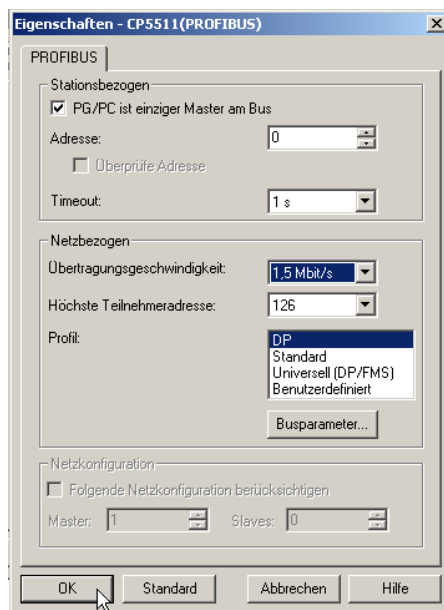 Eigenschaften - CP5511(PROFIBUS)
PROFIBUS
Stationsbezogen
PG/PC ist einziger Master am Bus
Adresse: 0
Überprüfe Adresse
Timeout: 1 s
Netzbezogen
Übertragungsgeschwindigkeit: 1,5 Mbit/s
Höchste Teilnehmeradresse: 126
Profil: DP
Standard
Universell (DP/FMS)
Benutzerdefiniert
Busparameter...
Netzkonfiguration
Folgende Netzkonfiguration berücksichtigen
Master: 1 Slaves: 0
OK Standard Abbrechen Hilfe